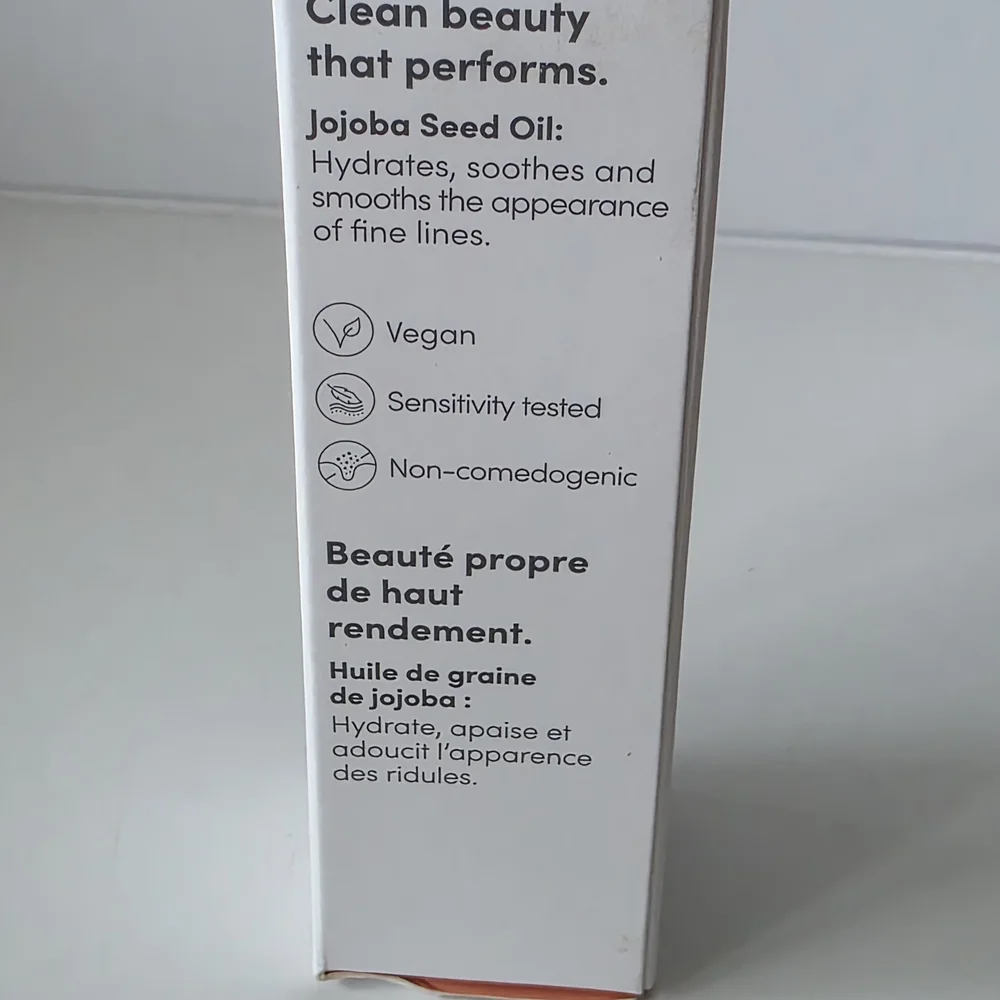 Clean beauty
that performs.
Jojoba Seed Oil:
Hydrates, soothes and
smooths the appearance
of fine lines.
Vegan
Sensitivity tested
Non-comedogenic
Beauté propre
de haut
rendement.
Huile de graine
de jojoba :
Hydrate, apaise et
adoucit l'apparence
des ridules.